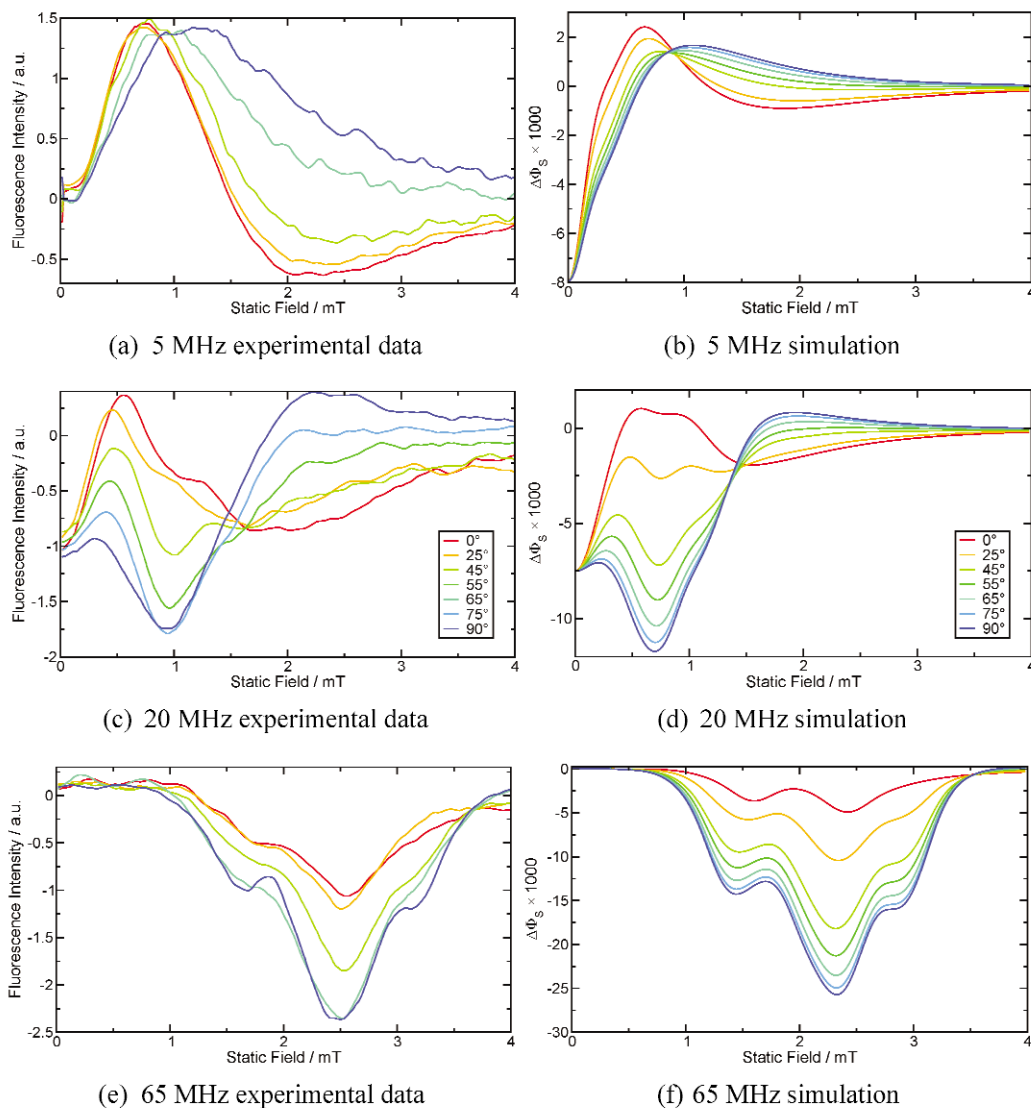 1.5
1
0.5
0
-0.5
0 1 2 3 4
Fluorescence Intensity / a.u.
Static Field / mT
(a) 5 MHz experimental data
2
0
-2
-4
-6
-8
0 1 2 3 4
ΔΦS × 1000
Static Field / mT
(b) 5 MHz simulation
0
-0.5
-1
-1.5
-2
0 1 2 3 4
Fluorescence Intensity / a.u.
Static Field / mT
0°
25°
45°
55°
65°
75°
90°
(c) 20 MHz experimental data
0
-5
-10
0 1 2 3 4
ΔΦS × 1000
Static Field / mT
0°
25°
45°
55°
65°
75°
90°
(d) 20 MHz simulation
0
-0.5
-1
-1.5
-2
-2.5
0 1 2 3 4
Fluorescence Intensity / a.u.
Static Field / mT
(e) 65 MHz experimental data
0
-5
-10
-15
-20
-25
-30
0 1 2 3 4
ΔΦS × 1000
Static Field / mT
(f) 65 MHz simulation